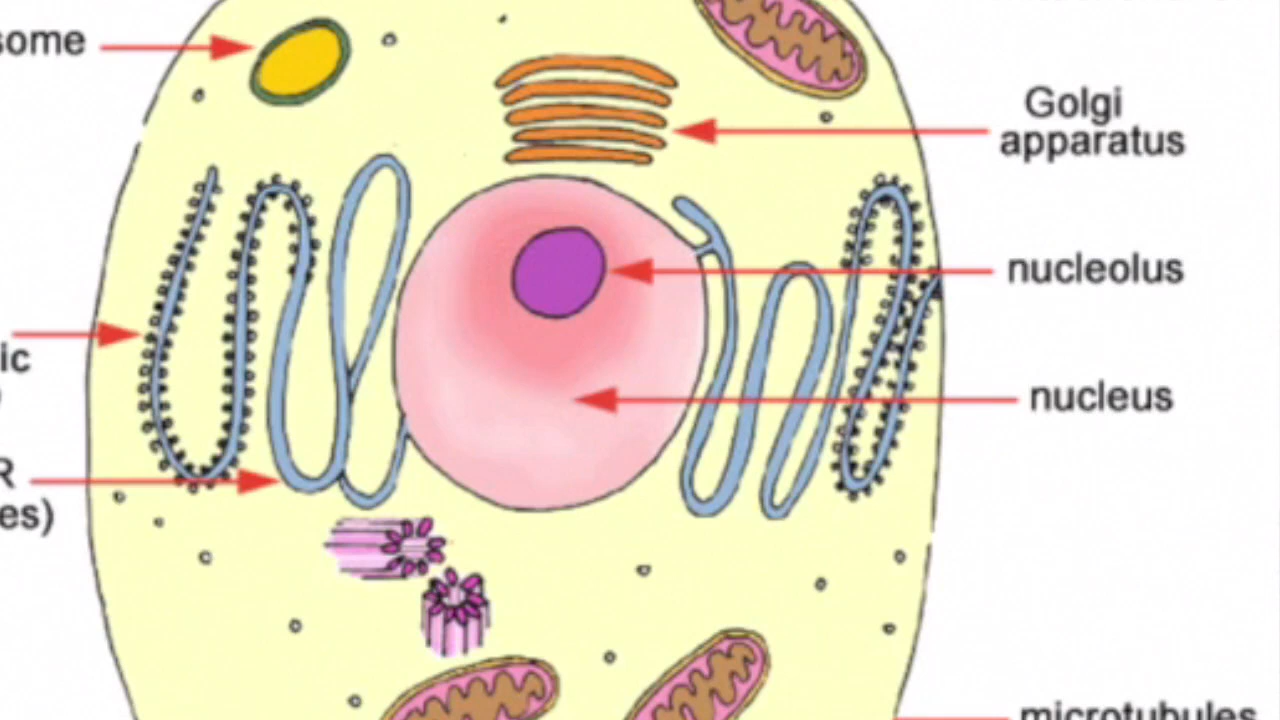 some
Golgi
apparatus
nucleolus
ic
nucleus
R
es)
microtubules